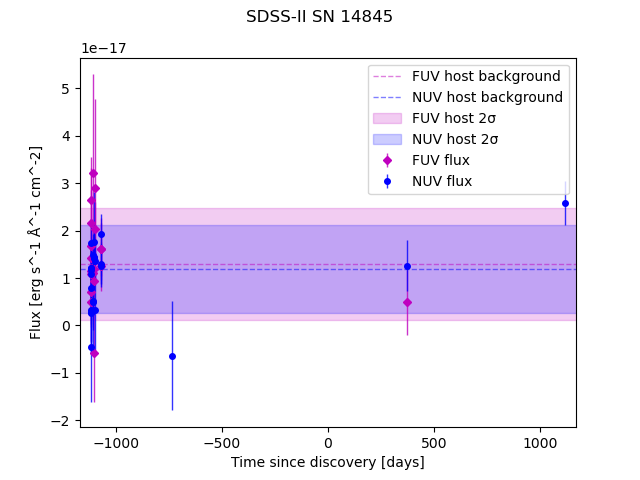 SDSS-II SN 14845
1e−17
FUV host background
NUV host background
FUV host 2σ
NUV host 2σ
FUV flux
NUV flux
5
4
3
2
1
0
−1
−2
Flux [erg s^-1 Å^-1 cm^-2]
−1000
−500
0
500
1000
Time since discovery [days]